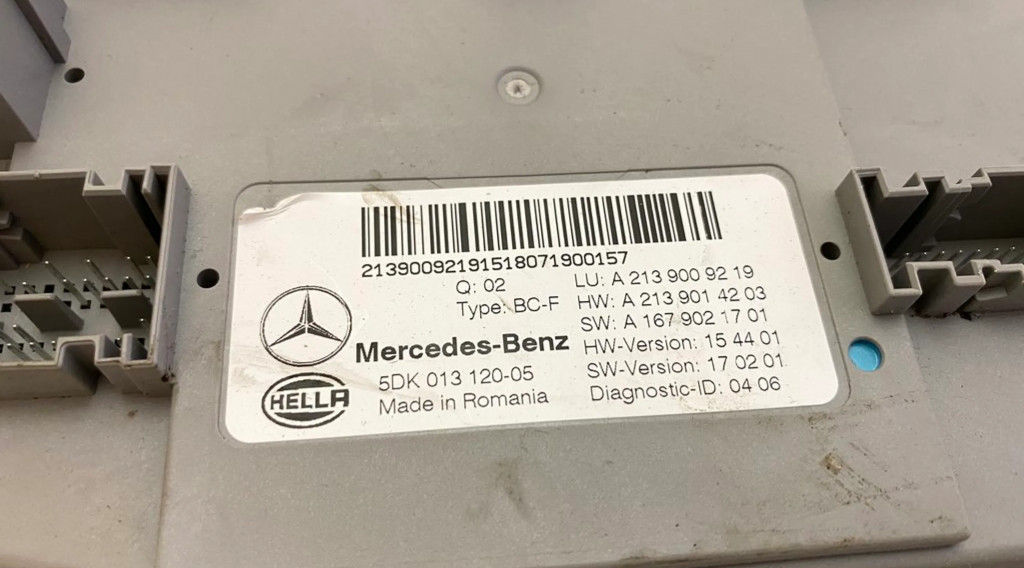 2139009219151807190​0157
Q: 02
Type: BC-F
LU: A 213 900 92 19
HW: A 213 901 42 03
SW: A 167 902 17 01
HW-Version: 15 44 01
SW-Version: 17 02 01
Diagnostic-ID: 04 06
Mercedes-Benz
5DK 013 120-05
Made in Romania
HELLA